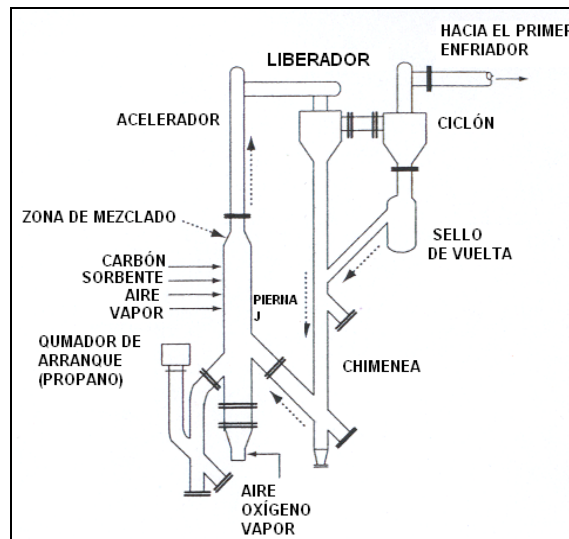 HACIA EL PRIMER
ENFRIADOR
LIBERADOR
ACELERADOR
CICLÓN
ZONA DE MEZCLADO
CARBÓN
SORBENTE
AIRE
VAPOR
SELLO
DE VUELTA
PIERNA
J
QUMADOR DE
ARRANQUE
(PROPANO)
CHIMENEA
AIRE
OXÍGENO
VAPOR